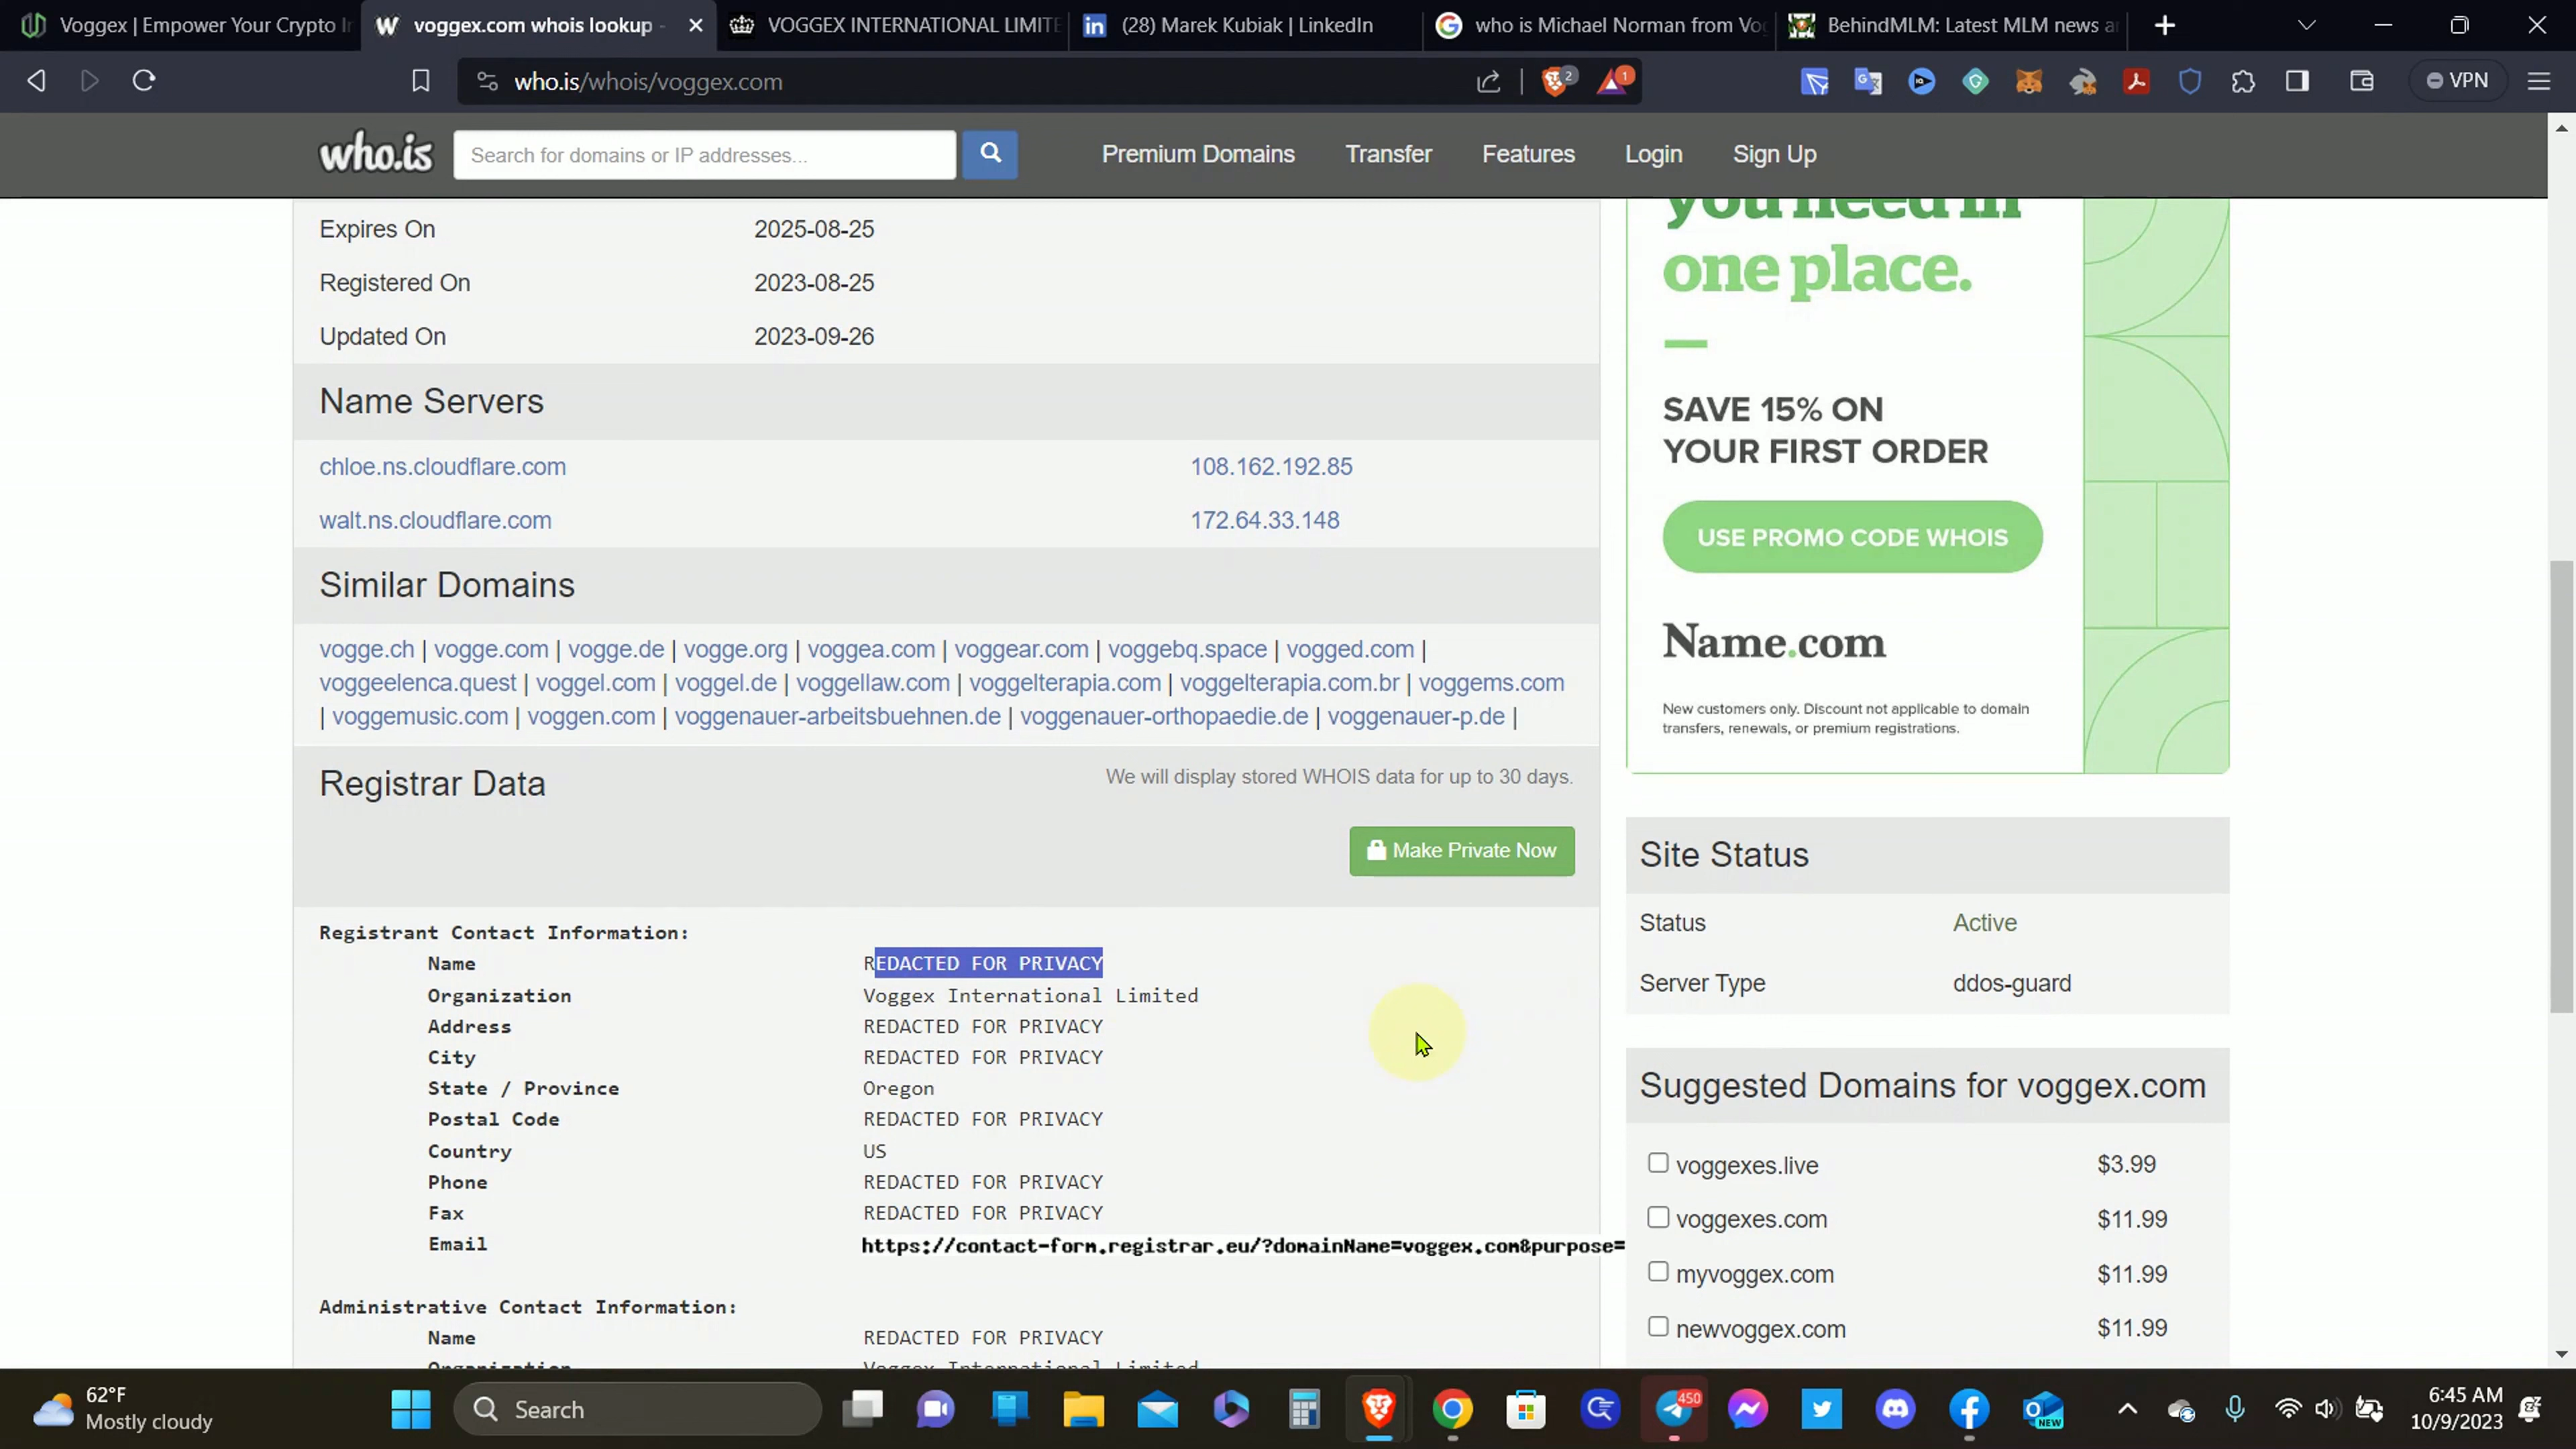 Voggex | Empower Your Crypto In
voggex.com whois lookup -
VOGGEX INTERNATIONAL LIMITE
(28) Marek Kubiak | LinkedIn
who is Michael Norman from Vog
BehindMLM: Latest MLM news a
who.is/whois/voggex.com
2
1
VPN
who.is
Search for domains or IP addresses...
Premium Domains
Transfer
Features
Login
Sign Up
Expires On 2025-08-25
Registered On 2023-08-25
Updated On 2023-09-26
Name Servers
chloe.ns.cloudflare.com 108.162.192.85
walt.ns.cloudflare.com 172.64.33.148
Similar Domains
vogge.ch | vogge.com | vogge.de | vogge.org | voggea.com | voggear.com | voggebq.space | vogged.com |
voggeelenca.quest | voggel.com | voggel.de | voggellaw.com | voggelterapia.com | voggelterapia.com.br | voggems.com
| voggemusic.com | voggen.com | voggenauer-arbeitsbuehnen.de | voggenauer-orthopaedie.de | voggenauer-p.de |
Registrar Data
We will display stored WHOIS data for up to 30 days.
Make Private Now
Registrant Contact Information:
Name REDACTED FOR PRIVACY
Organization Voggex International Limited
Address REDACTED FOR PRIVACY
City REDACTED FOR PRIVACY
State / Province Oregon
Postal Code REDACTED FOR PRIVACY
Country US
Phone REDACTED FOR PRIVACY
Fax REDACTED FOR PRIVACY
Email https://contact-form.registrar.eu/?domainName=voggex.com&purpose=
Administrative Contact Information:
Name REDACTED FOR PRIVACY
Organization Voggex International Limited
you need in
one place.
SAVE 15% ON
YOUR FIRST ORDER
USE PROMO CODE WHOIS
Name.com
New customers only. Discount not applicable to domain
transfers, renewals, or premium registrations.
Site Status
Status Active
Server Type ddos-guard
Suggested Domains for voggex.com
voggexes.live $3.99
voggexes.com $11.99
myvoggex.com $11.99
newvoggex.com $11.99
62°F
Mostly cloudy
Search
450
NEW
6:45 AM
10/9/2023